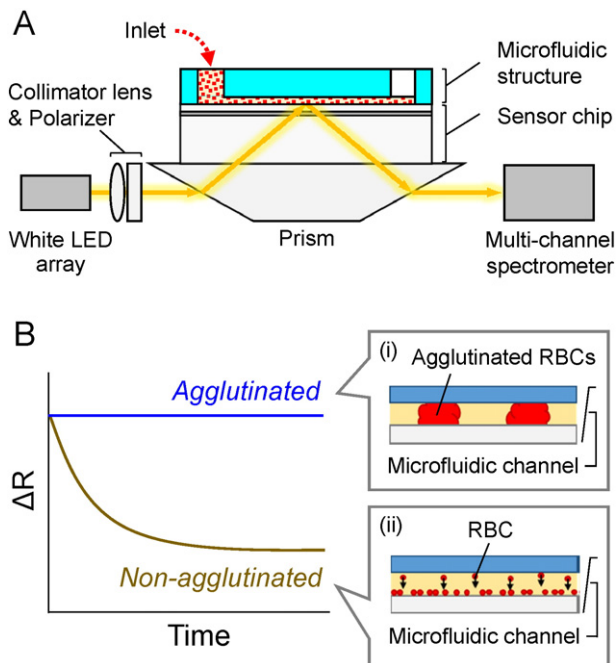 A
Inlet
Microfluidic
structure
Collimator lens
& Polarizer
Sensor chip
White LED
array
Prism
Multi-channel
spectrometer
B
ΔR
Time
Agglutinated
Non-agglutinated
(i)
Agglutinated RBCs
Microfluidic channel
(ii)
RBC
Microfluidic channel